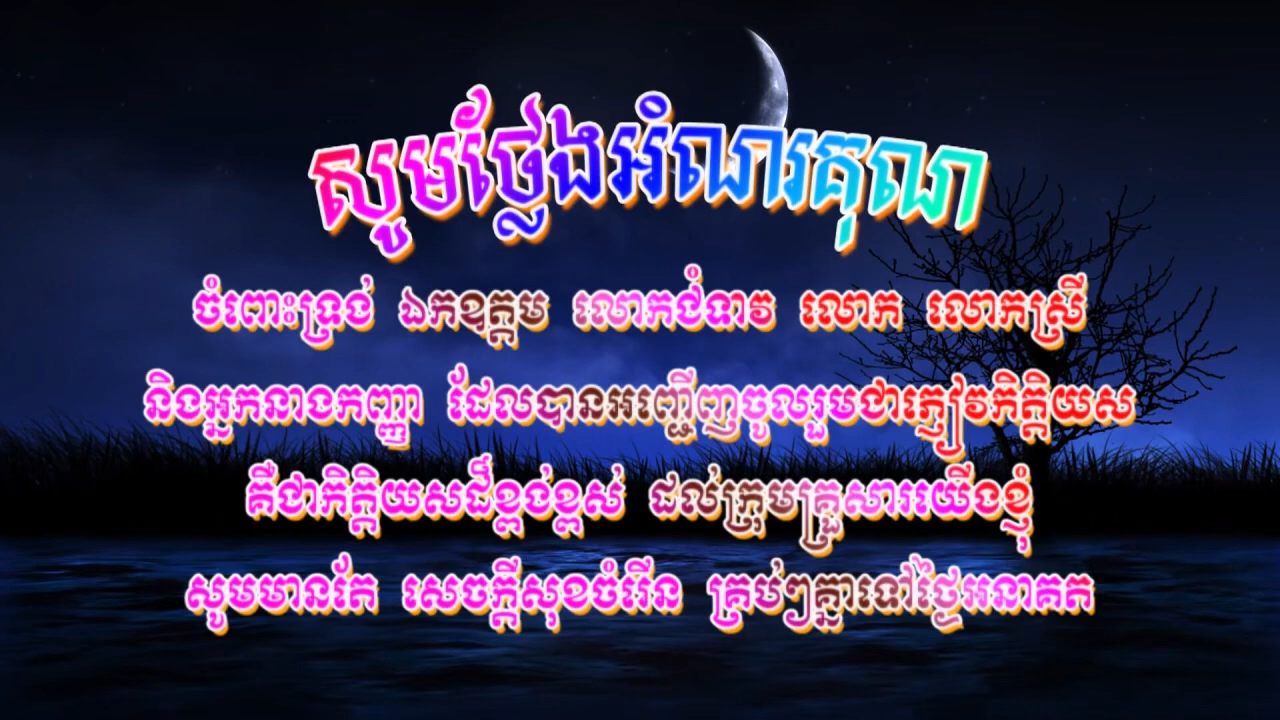 សូមថ្លែងអំណរគុណ
ចំពោះទ្រង់ ឯកឧត្តម លោកជំទាវ លោក លោកស្រី
និងអ្នកនាងកញ្ញា ដែលបានអញ្ជើញចូលរួមជាភ្ញៀវកិត្តិយស
គឺជាកិត្តិយសដ៏ខ្ពង់ខ្ពស់ ដល់ក្រុមគ្រួសារយើងខ្ញុំ
សូមមានតែ សេចក្តីសុខចំរើន គ្រប់ៗគ្នាទៅថ្ងៃអនាគត